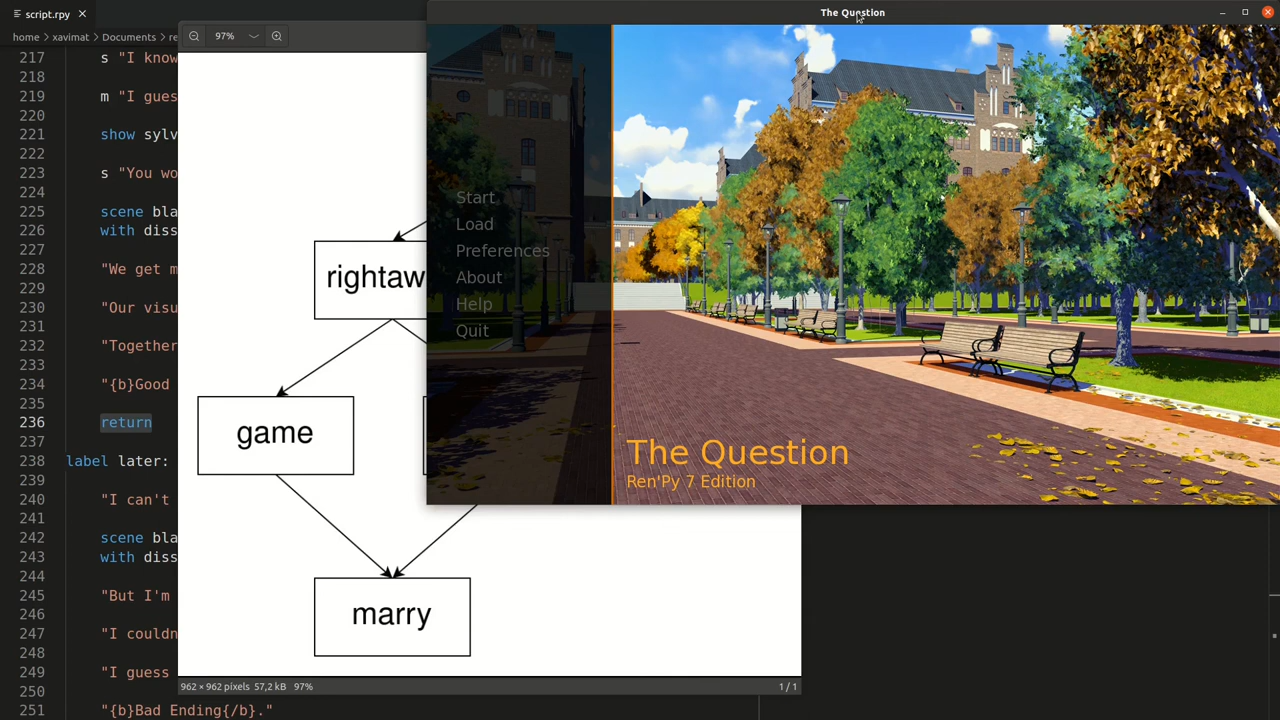 script.rpy
home > xavimat > Documents > re
217 s "I know
218
219 m "I gues
220
221 show sylv
222
223 s "You wo
224
225 scene bla
226 with diss
227
228 "We get m
229
230 "Our visu
231
232 "Together
233
234 "{b}Good
235
236 return
237
238 label later:
239
240 "I can't
241
242 scene bla
243 with diss
244
245 "But I'm
246
247 "I couldn
248
249 "I guess
250
251 "{b}Bad Ending{/b}."
97%
rightaw
game
marry
962 × 962 pixels 57,2 kB 97%
1 / 1
The Question
Start
Load
Preferences
About
Help
Quit
The Question
Ren'Py 7 Edition